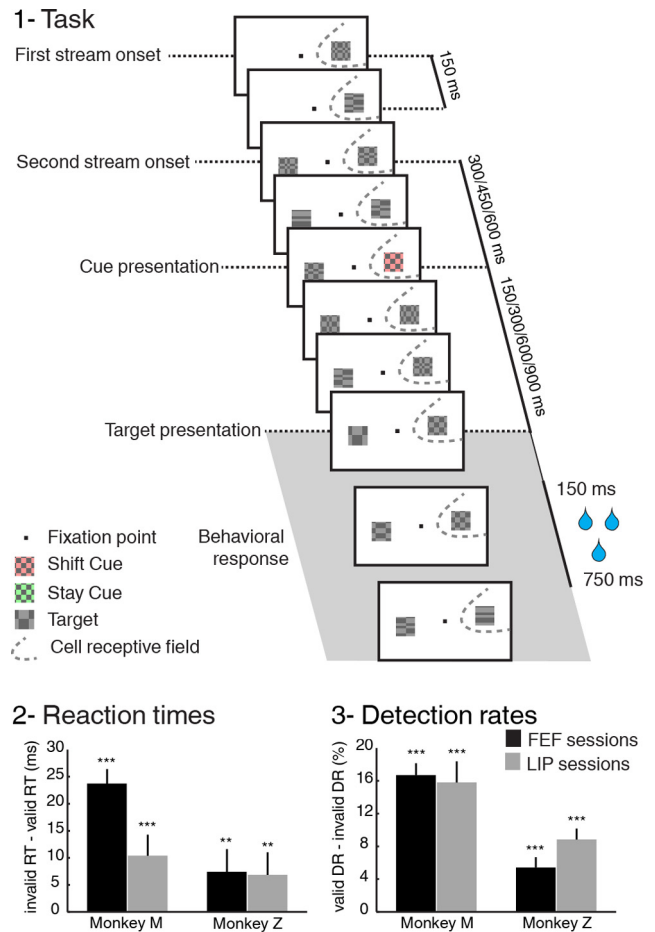 1- Task
First stream onset
150 ms
Second stream onset
300/450/600 ms
Cue presentation
150/300/600/900 ms
Target presentation
150 ms
750 ms
Behavioral
response
Fixation point
Shift Cue
Stay Cue
Target
Cell receptive field
2- Reaction times
invalid RT - valid RT (ms)
30
25
20
15
10
5
0
***
***
**
**
Monkey M
Monkey Z
3- Detection rates
FEF sessions
LIP sessions
valid DR - invalid DR (%)
20
16
12
8
4
0
***
***
***
***
Monkey M
Monkey Z